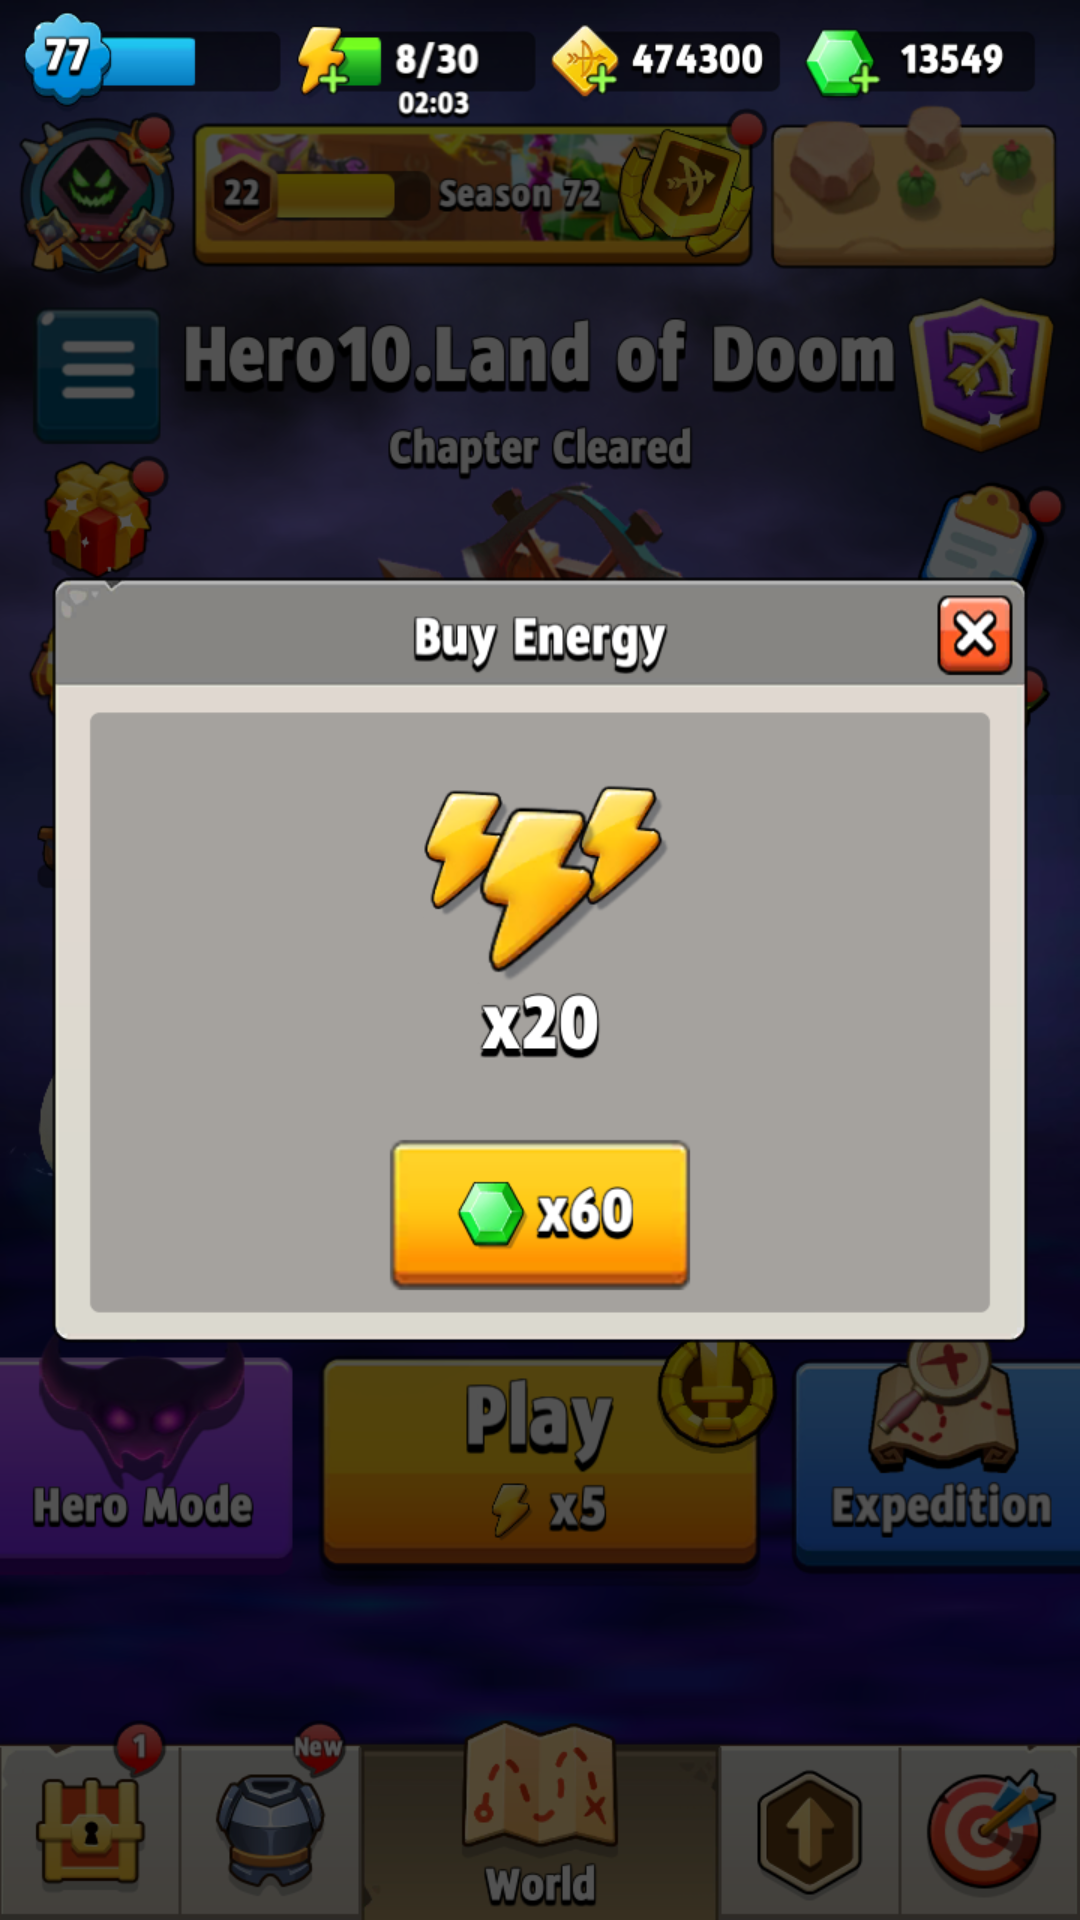 77
8/30
474300
13549
02:03
22
Season 72
Hero10.Land of Doom
Chapter Cleared
Buy Energy
x20
x60
Play
x5
Hero Mode
Expedition
1
New
World